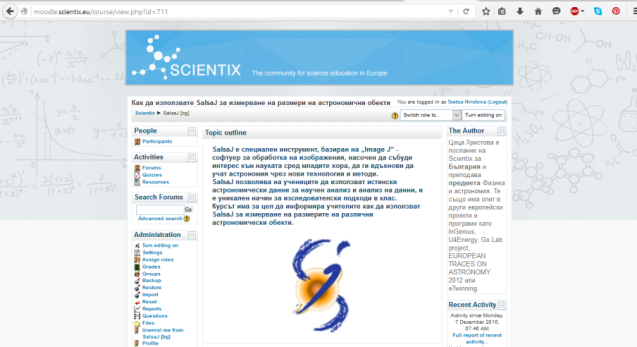 moodle.scientix.eu/course/view.php?id=711
SCIENTIX
The community for science education in Europe
Как да използвате SalsaJ за измерване на размери на астрономични обекти
You are logged in as Tsetsa Hristova (Logout)
Scientix ► SalsaJ [bg]
Switch role to...
Turn editing on
People
Participants
Activities
Forums
Quizzes
Resources
Search Forums
Go
Advanced search
Administration
Turn editing on
Settings
Assign roles
Grades
Groups
Backup
Restore
Import
Reset
Reports
Questions
Files
Unenrol me from
SalsaJ [bg]
Profile
Topic outline
SalsaJ е специален инструмент, базиран на „Image J" -
софтуер за обработка на изображения, насочен да събуди
интерес към науката сред младите хора, да ги вдъхнови да
учат астрономия чрез нови технологии и методи.
SalsaJ позволява на учениците да използват истински
астрономически данни за научен анализ и анализ на данни, и
е уникален начин за изследователски подходи в клас.
Курсът има за цел да информира учителите как да използват
SalsaJ за измерване на размерите на различни
астрономически обекти.
The Author
Цеца Христова е
посланик на
Scientix за
България и
преподава
предмета Физика
и астрономия. Тя
също има опит в
други европейски
проекти и
програми като
InGenius,
U4Energy, Go Lab
project,
EUROPEAN
TRACES ON
ASTRONOMY
2012 или
e?winning.
Recent Activity
Activity since Monday,
7 December 2015,
07:46 AM
Full report of recent
activity...